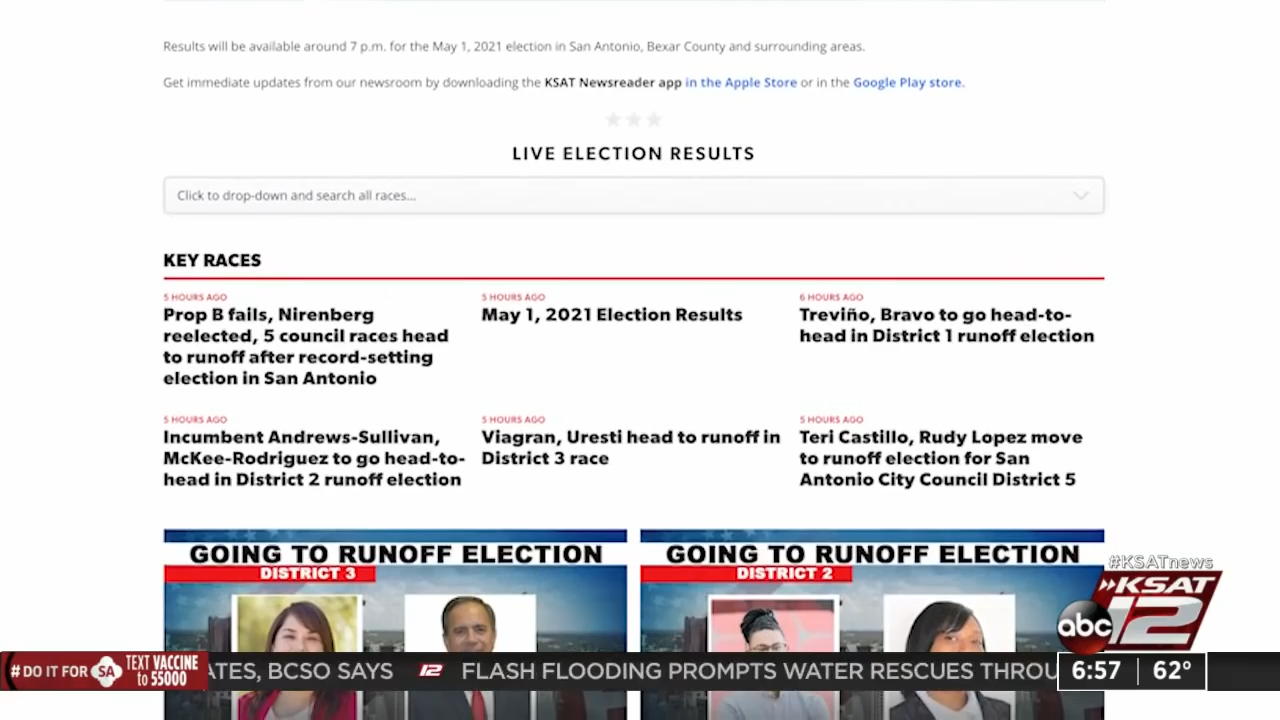 Results will be available around 7 p.m. for the May 1, 2021 election in San Antonio, Bexar County and surrounding areas.
Get immediate updates from our newsroom by downloading the KSAT Newsreader app in the Apple Store or in the Google Play store.
LIVE ELECTION RESULTS
Click to drop-down and search all races...
KEY RACES
5 HOURS AGO
Prop B fails, Nirenberg
reelected, 5 council races head
to runoff after record-setting
election in San Antonio
5 HOURS AGO
May 1, 2021 Election Results
6 HOURS AGO
Treviño, Bravo to go head-to-
head in District 1 runoff election
5 HOURS AGO
Incumbent Andrews-Sullivan,
McKee-Rodriguez to go head-to-
head in District 2 runoff election
5 HOURS AGO
Viagran, Uresti head to runoff in
District 3 race
5 HOURS AGO
Teri Castillo, Rudy Lopez move
to runoff election for San
Antonio City Council District 5
GOING TO RUNOFF ELECTION
DISTRICT 3
GOING TO RUNOFF ELECTION
DISTRICT 2
#KSATnews
KSAT
abc 12
#DO IT FOR SA TEXT VACCINE
to 55000
ATES, BCSO SAYS 12 FLASH FLOODING PROMPTS WATER RESCUES THROU
6:57 62°